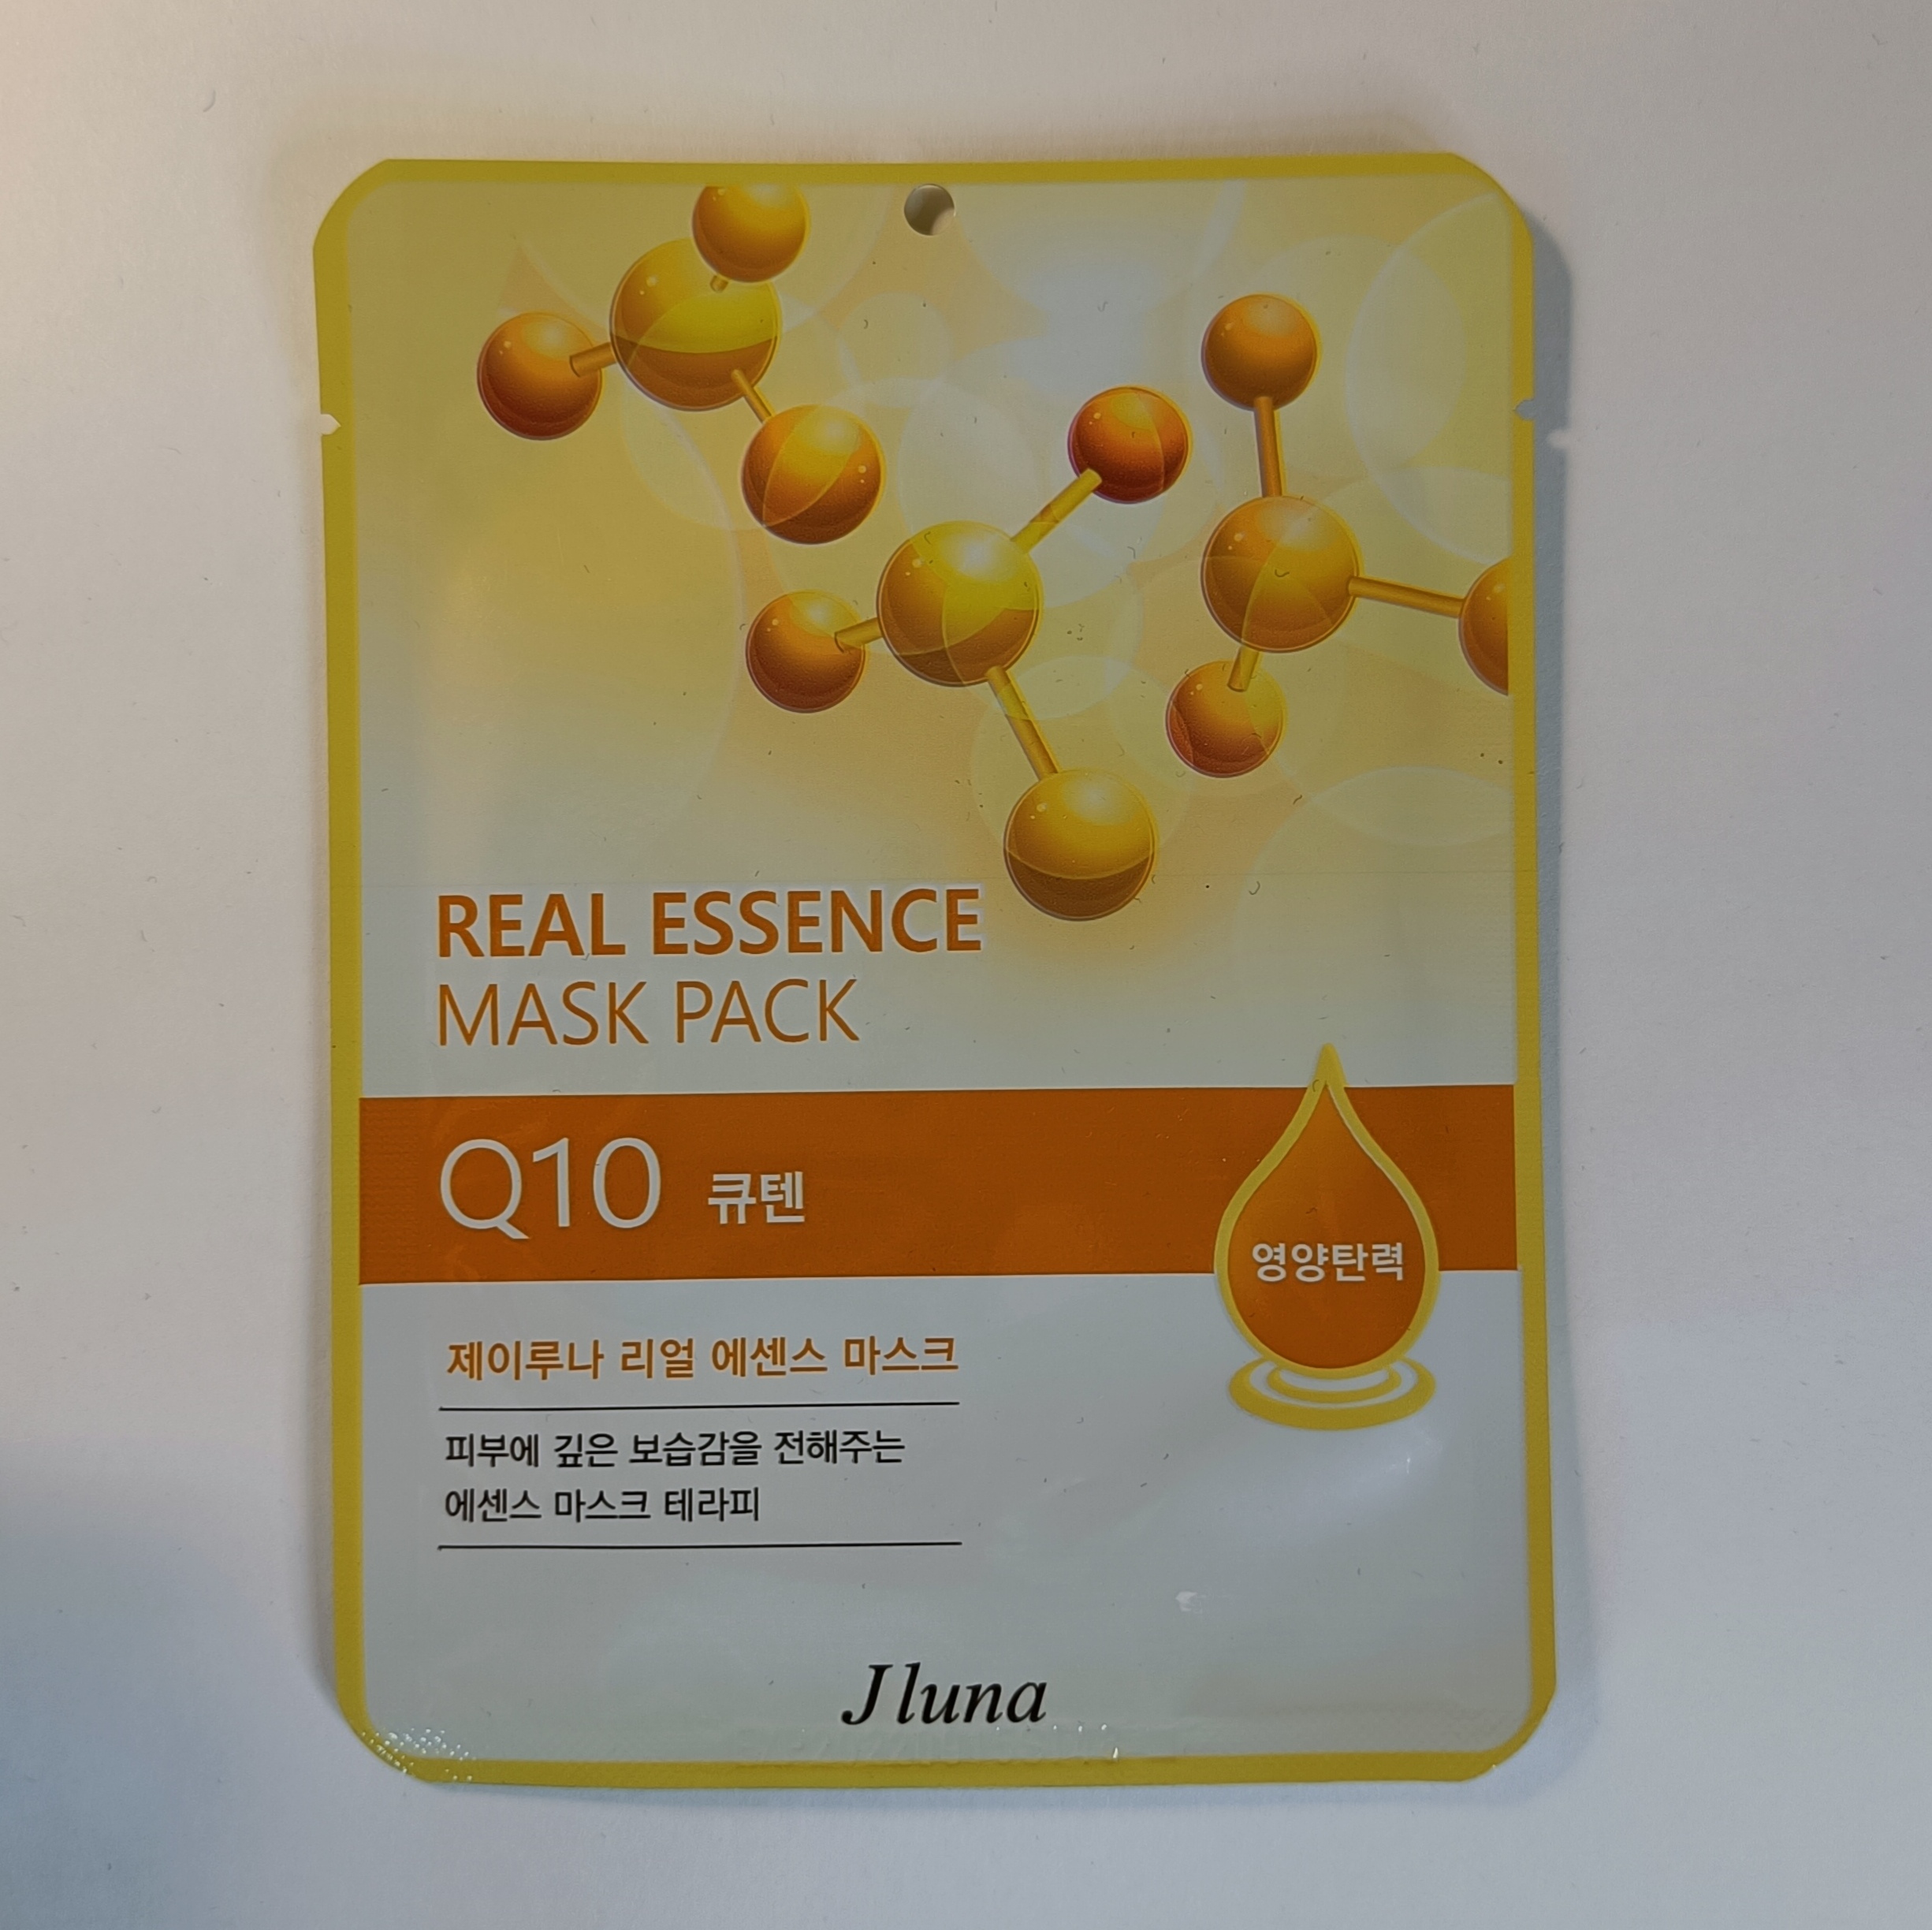 REAL ESSENCE
MASK PACK
Q10 큐텐
영양탄력
제이루나 리얼 에센스 마스크
피부에 깊은 보습감을 전해주는
에센스 마스크 테라피
Jluna